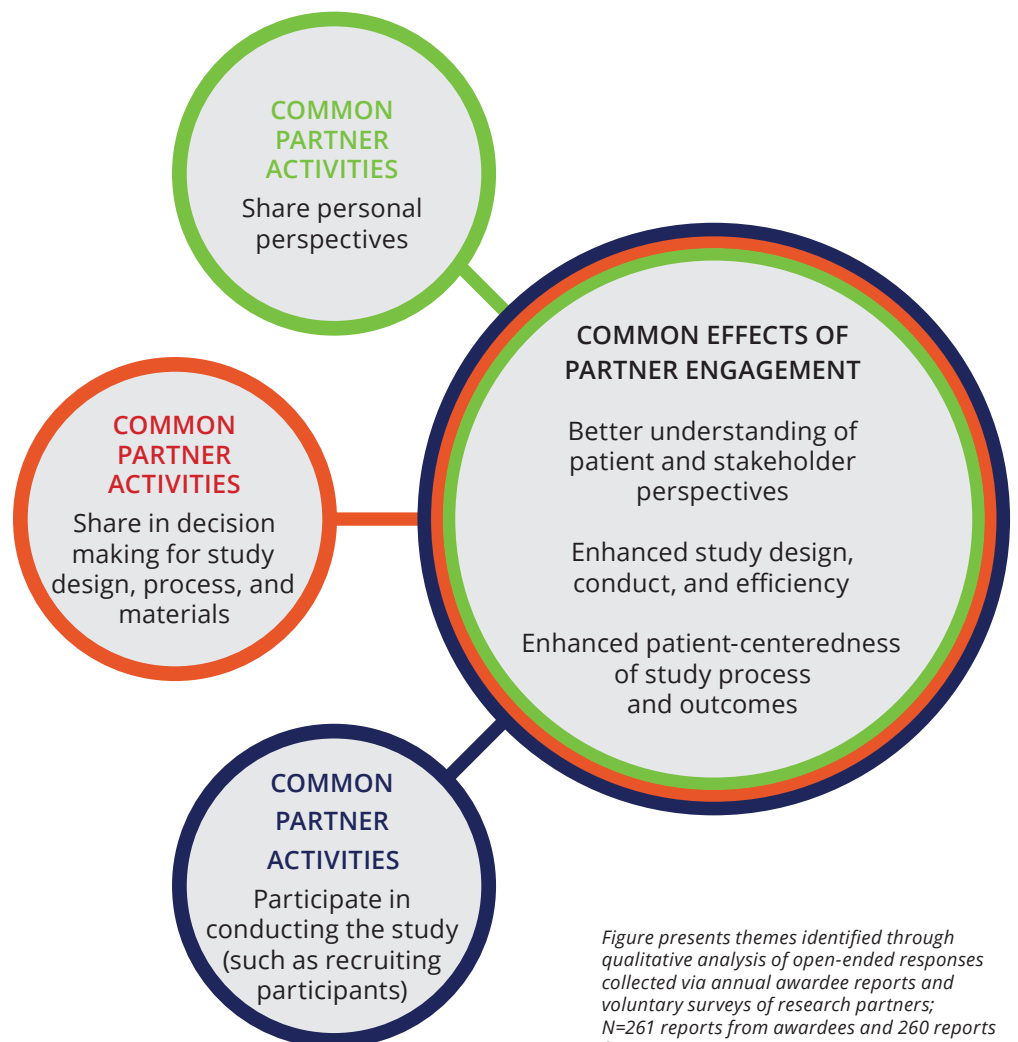 COMMON
PARTNER
ACTIVITIES
Share personal
perspectives
COMMON
PARTNER
ACTIVITIES
Share in decision
making for study
design, process, and
materials
COMMON
PARTNER
ACTIVITIES
Participate in
conducting the study
(such as recruiting
participants)
COMMON EFFECTS OF
PARTNER ENGAGEMENT
Better understanding of
patient and stakeholder
perspectives
Enhanced study design,
conduct, and efficiency
Enhanced patient-centeredness
of study process
and outcomes
Figure presents themes identified through
qualitative analysis of open-ended responses
collected via annual awardee reports and
voluntary surveys of research partners;
N=261 reports from awardees and 260 reports